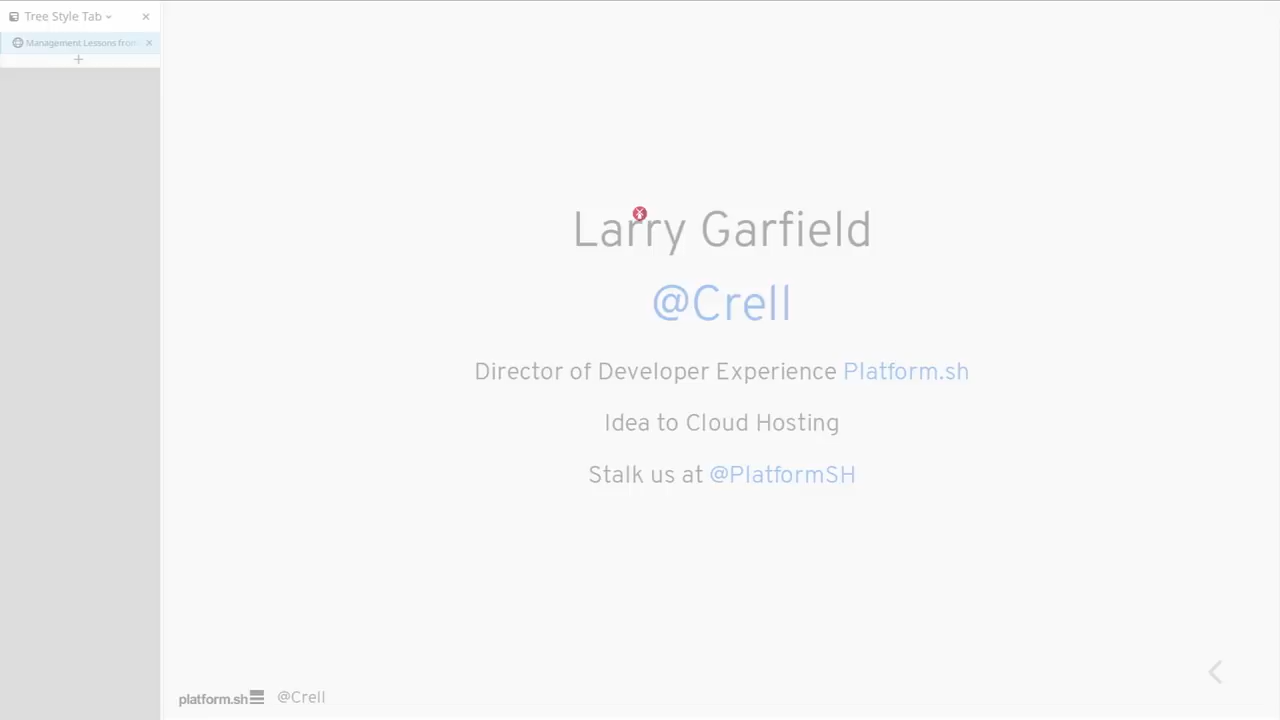 Tree Style Tab
Management Lessons from
Larry Garfield
@Crell
Director of Developer Experience Platform.sh
Idea to Cloud Hosting
Stalk us at @PlatformSH
platform.sh @Crell